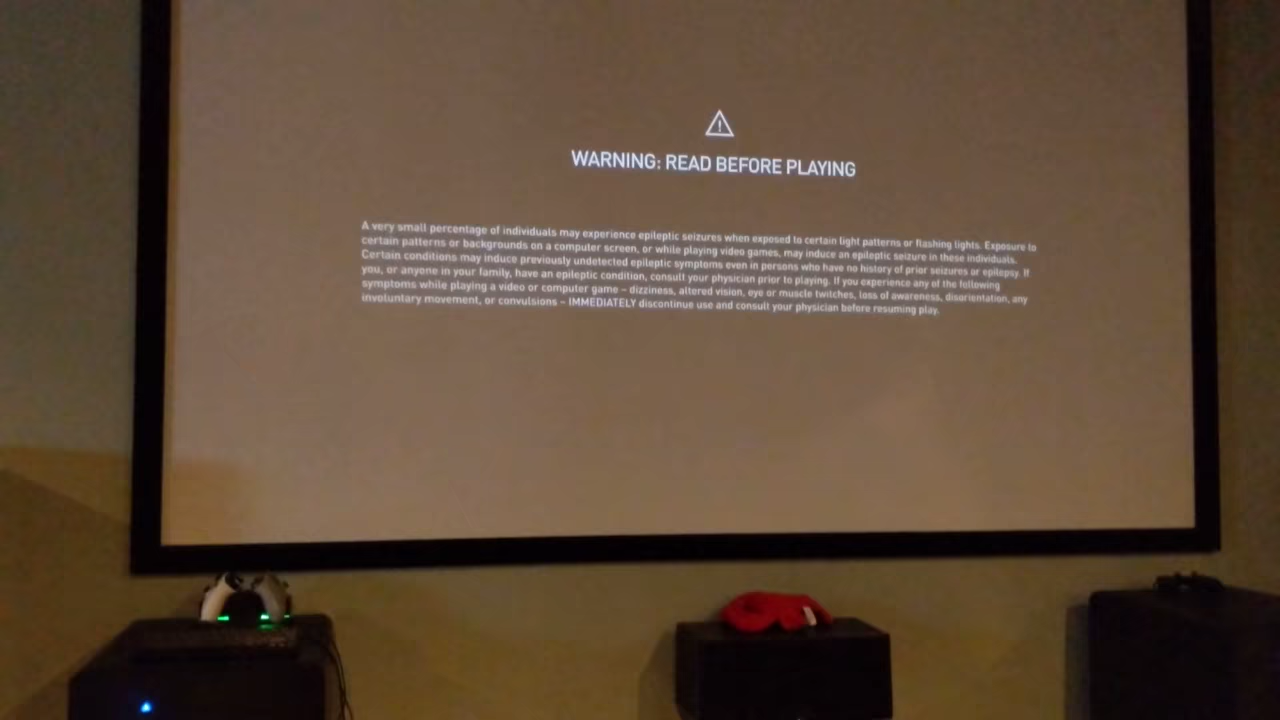 WARNING: READ BEFORE PLAYING
A very small percentage of individuals may experience epileptic seizures when exposed to certain light patterns or flashing lights. Exposure to
certain patterns or backgrounds on a computer screen, or while playing video games, may induce an epileptic seizure in these individuals.
Certain conditions may induce previously undetected epileptic symptoms even in persons who have no history of prior seizures or epilepsy. If
you, or anyone in your family, have an epileptic condition, consult your physician prior to playing. If you experience any of the following
symptoms while playing a video or computer game – dizziness, altered vision, eye or muscle twitches, loss of awareness, disorientation, any
involuntary movement, or convulsions – IMMEDIATELY discontinue use and consult your physician before resuming play.